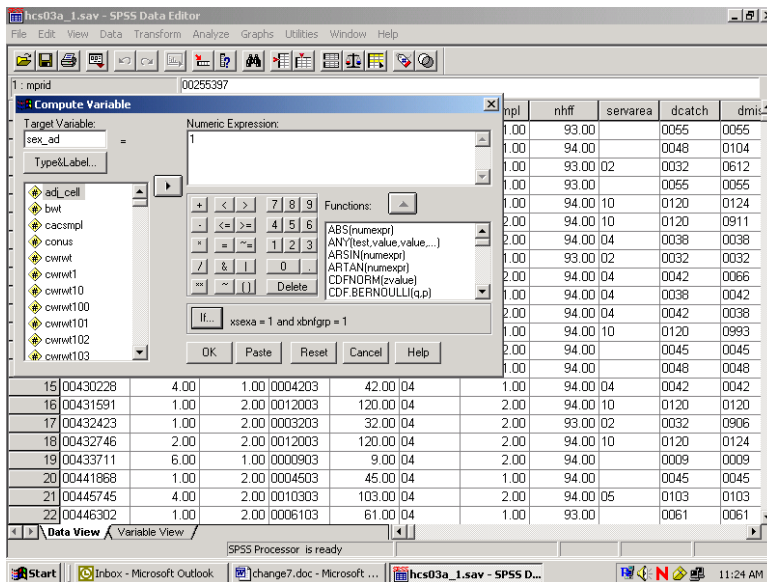 hcs03a_1.sav - SPSS Data Editor
File Edit View Data Transform Analyze Graphs Utilities Window Help
1 : mprid 00255397
Compute Variable
Target Variable:
sex_ad
=
Type&Label...
Numeric Expression:
1
adj_cell
bwt
cacsmpl
conus
cwrwt
cwrwt1
cwrwt10
cwrwt100
cwrwt101
cwrwt102
cwrwt103
+ < > 7 8 9
- <= >= 4 5 6
* = ~= 1 2 3
/ & | 0 .
** ~ () Delete
Functions:
ABS(numexpr)
ANY(test,value,value,...)
ARSIN(numexpr)
ARTAN(numexpr)
CDFNORM(zvalue)
CDF.BERNOULLI(q,p)
If... xsexa = 1 and xbnfgrp = 1
OK Paste Reset Cancel Help
mpl nhff servarea dcatch dmis
1.00 93.00 0055 0055
1.00 94.00 0048 0104
1.00 93.00 02 0032 0612
1.00 93.00 0055 0055
1.00 94.00 10 0120 0124
2.00 94.00 10 0120 0911
2.00 94.00 04 0038 0038
1.00 93.00 02 0032 0032
2.00 94.00 04 0042 0066
1.00 94.00 04 0038 0042
2.00 94.00 04 0042 0038
1.00 94.00 10 0120 0993
2.00 94.00 0045 0045
1.00 94.00 0048 0048
15 00430228 4.00 1.00 0004203 42.00 04 1.00 94.00 04 0042 0042
16 00431591 1.00 2.00 0012003 120.00 04 2.00 94.00 10 0120 0120
17 00432423 1.00 2.00 0003203 32.00 04 2.00 93.00 02 0032 0906
18 00432746 2.00 2.00 0012003 120.00 04 2.00 94.00 10 0120 0124
19 00433711 6.00 1.00 0000903 9.00 04 2.00 94.00 0009 0009
20 00441868 1.00 2.00 0004503 45.00 04 1.00 94.00 0045 0045
21 00445745 4.00 2.00 0010303 103.00 04 2.00 94.00 05 0103 0103
22 00446302 1.00 2.00 0006103 61.00 04 1.00 93.00 0061 0061
Data View Variable View
SPSS Processor is ready
Start Inbox - Microsoft Outlook change7.doc - Microsoft ... hcs03a_1.sav - SPSS D... 11:24 AM